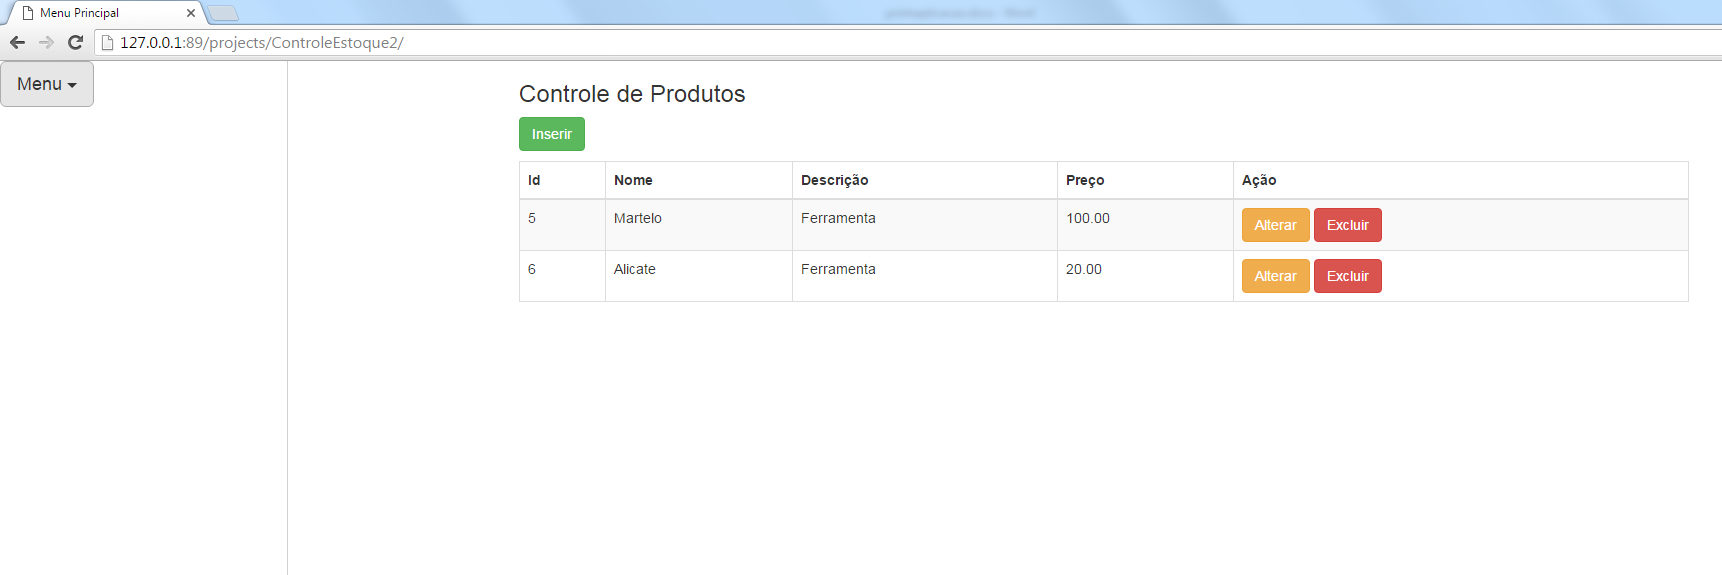 Menu Principal
127.0.0.1:89/projects/ControleEstoque2/
Menu
Controle de Produtos
Inserir
Id Nome Descrição Preço Ação
5 Martelo Ferramenta 100.00 Alterar Excluir
6 Alicate Ferramenta 20.00 Alterar Excluir